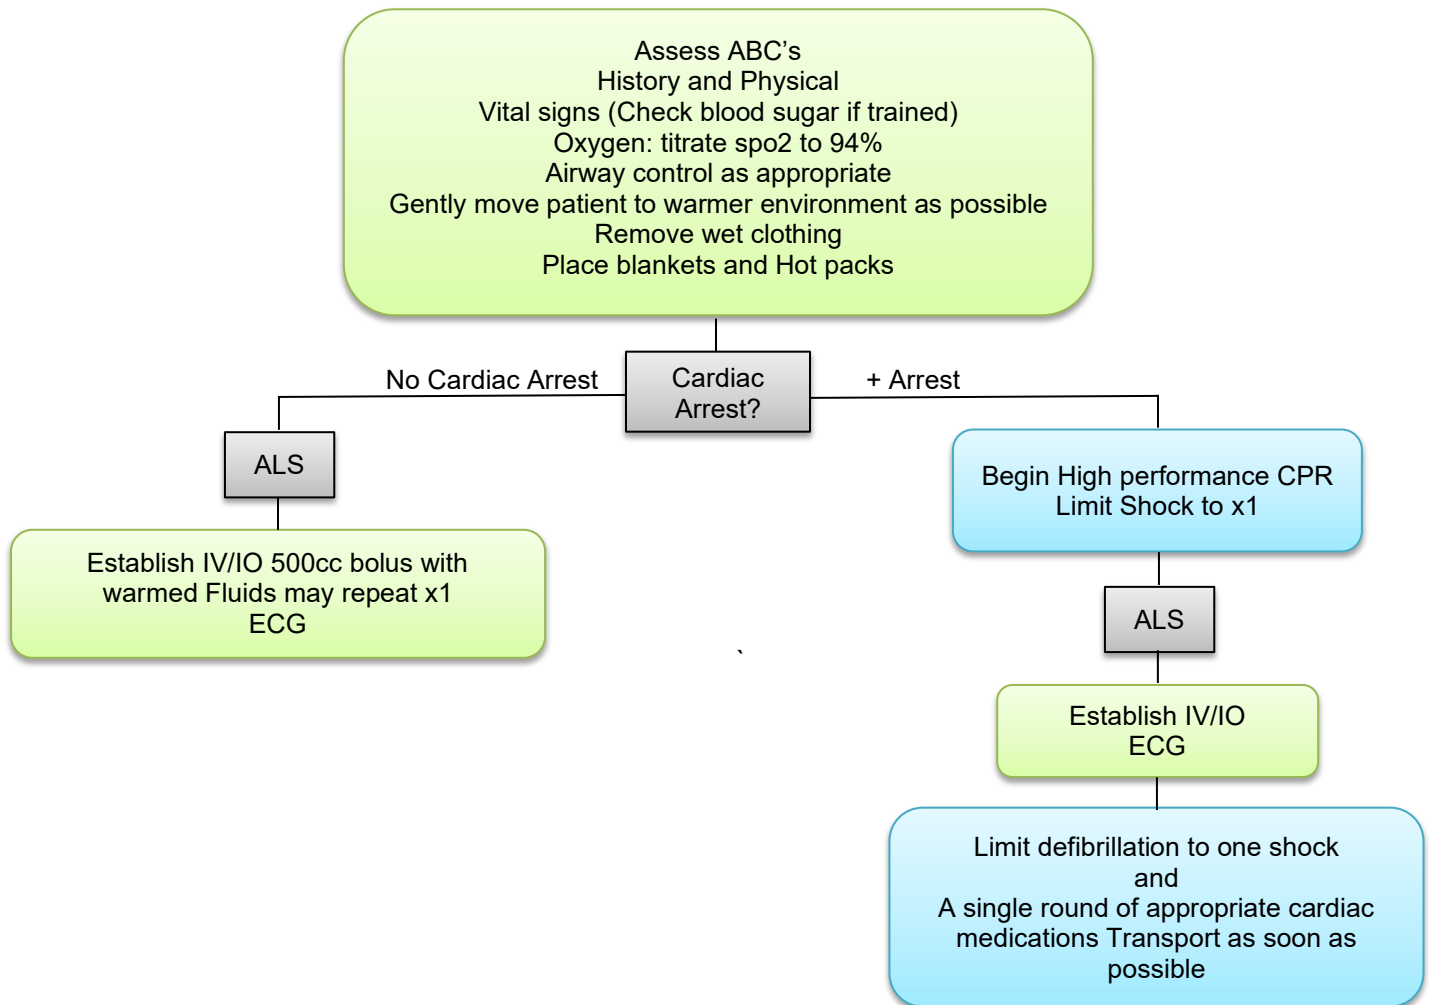 Assess ABC’s
History and Physical
Vital signs (Check blood sugar if trained)
Oxygen: titrate spo2 to 94%
Airway control as appropriate
Gently move patient to warmer environment as possible
Remove wet clothing
Place blankets and Hot packs
No Cardiac Arrest
Cardiac
Arrest?
+ Arrest
ALS
Establish IV/IO 500cc bolus with
warmed Fluids may repeat x1
ECG
Begin High performance CPR
Limit Shock to x1
ALS
`
Establish IV/IO
ECG
Limit defibrillation to one shock
and
A single round of appropriate cardiac
medications Transport as soon as
possible